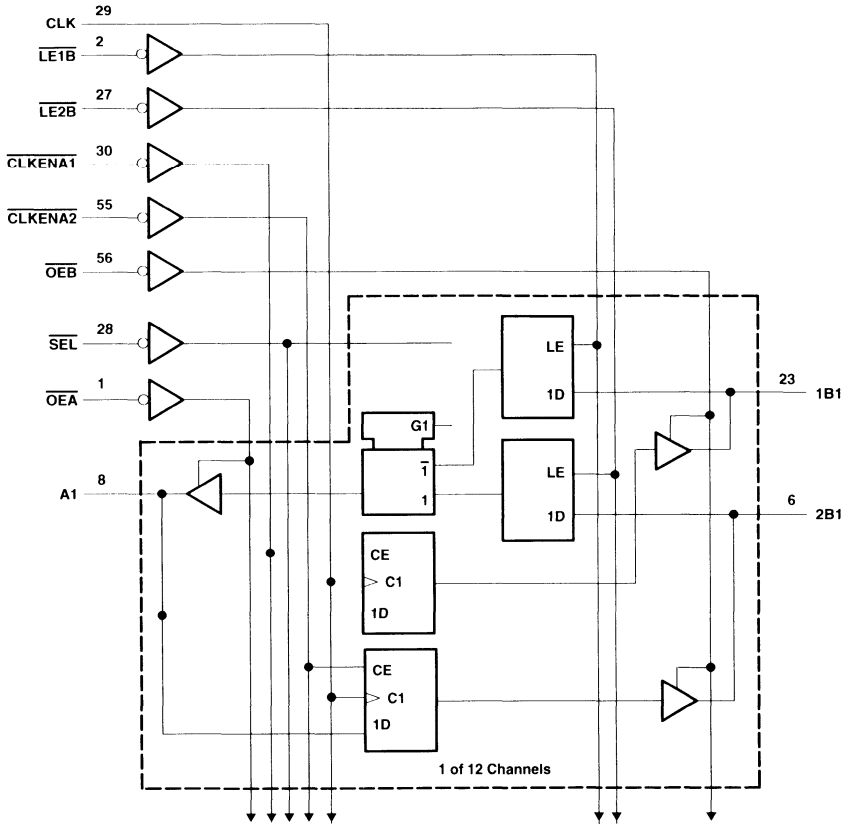 CLK 29
LE1B 2
LE2B 27
CLKENA1 30
CLKENA2 55
OEB 56
SEL 28
OEA 1
LE
1D
23 1B1
G1
1
1
A1 8
LE
1D
6 2B1
CE
C1
1D
CE
C1
1D
1 of 12 Channels